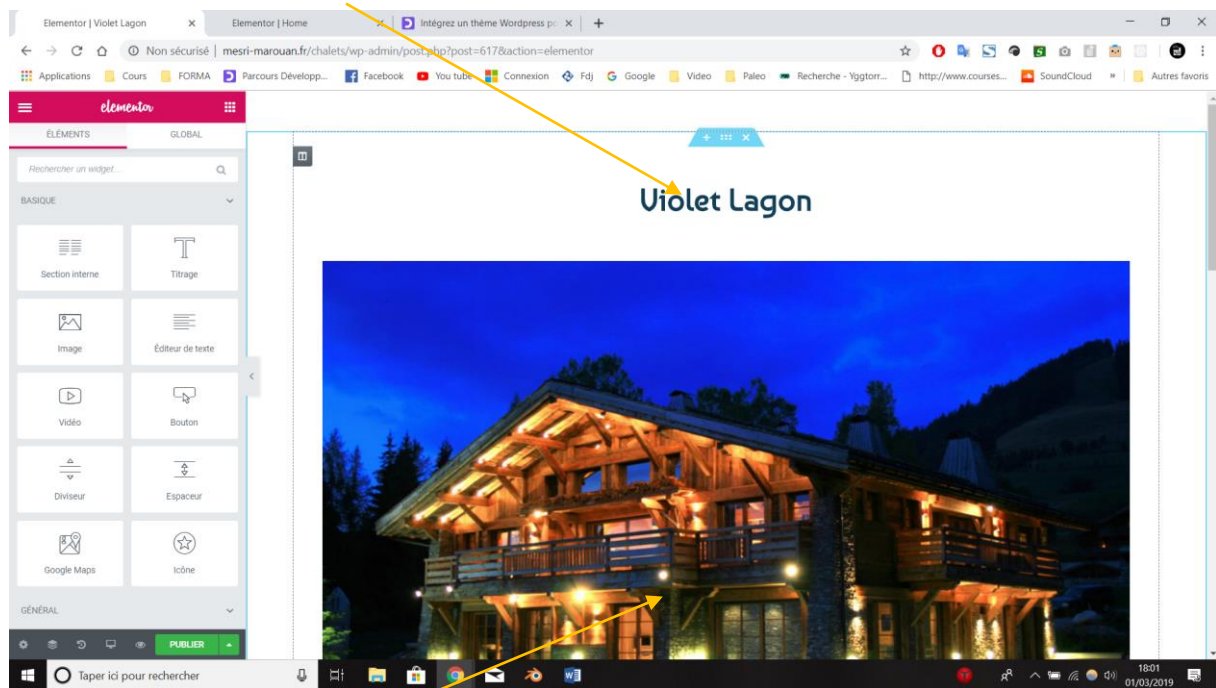 Elementor | Violet Lagon
Elementor | Home
Intégrez un thème Wordpress po
Non sécurisé | mesri-marouan.fr/chalets/wp-admin/post.php?post=617&action=elementor
Applications
Cours
FORMA
Parcours Développ...
Facebook
You tube
Connexion
Fdj
Google
Video
Paleo
Recherche - Yggtorr...
http://www.courses...
SoundCloud
»
Autres favoris
elementor
ÉLÉMENTS
GLOBAL
Rechercher un widget...
BASIQUE
Section interne
Titrage
Image
Éditeur de texte
Vidéo
Bouton
Diviseur
Espaceur
Google Maps
Icône
GÉNÉRAL
PUBLIER
Violet Lagon
Taper ici pour rechercher
18:01
01/03/2019